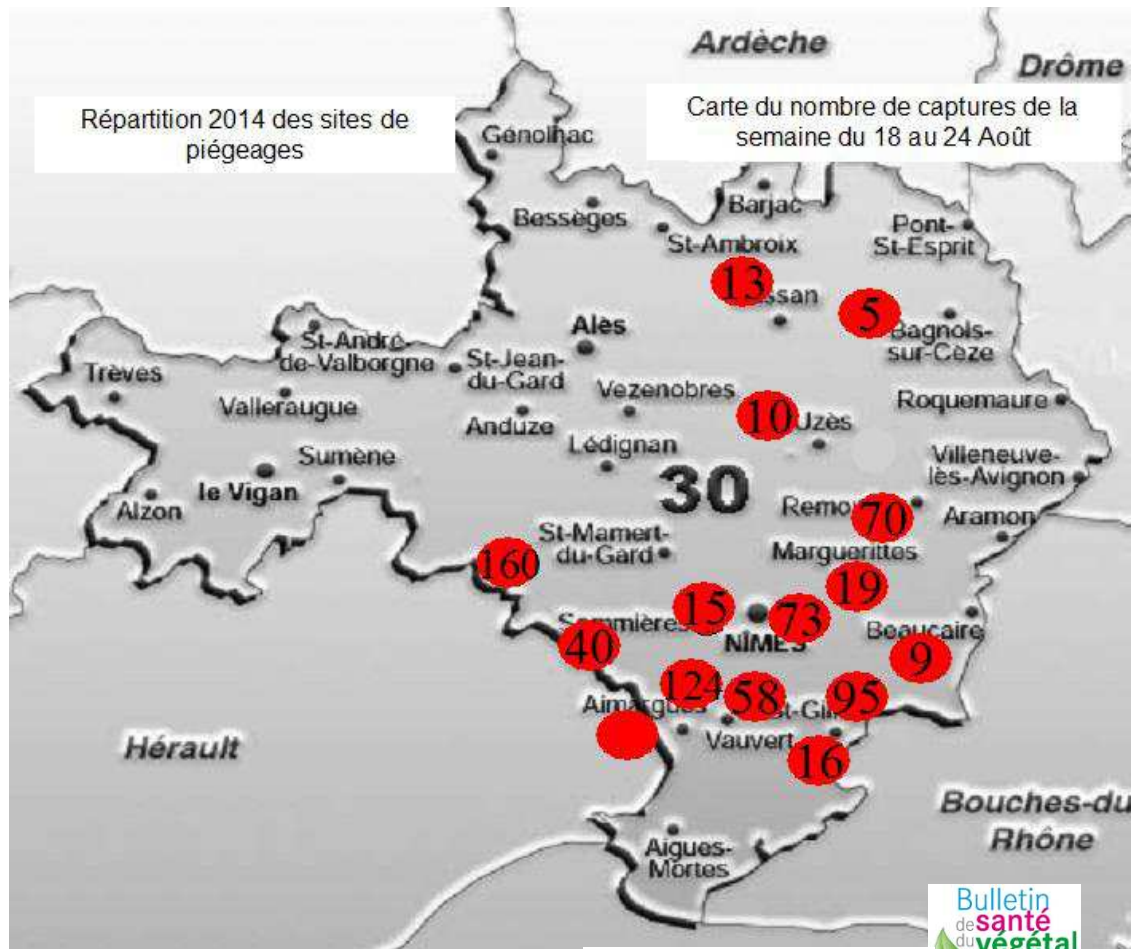 Ardèche
Drôme
Répartition 2014 des sites de
piégeages
Carte du nombre de captures de la
semaine du 18 au 24 Août
Génolhac
Bessèges
Barjac
St-Ambroix
Pont-
St-Esprit
13
5
Bagnols-
sur-Cèze
Alès
St-André-
de-Valborgne
St-Jean-
du-Gard
Trèves
Valleraugue
Vezenobres
Anduze
10
Uzès
Roquemaure
Lédignan
Sumène
le Vigan
Alzon
30
Villeneuve-
lès-Avignon
70
Aramon
St-Mamert-
du-Gard
Marguerittes
160
19
15
73
NÎMES
Sommières
Beaucaire
40
9
124
58
95
Aimargues
Vauvert
16
Hérault
Bouches-du
Rhône
Aigues-
Mortes
Bulletin
de santé
du végétal